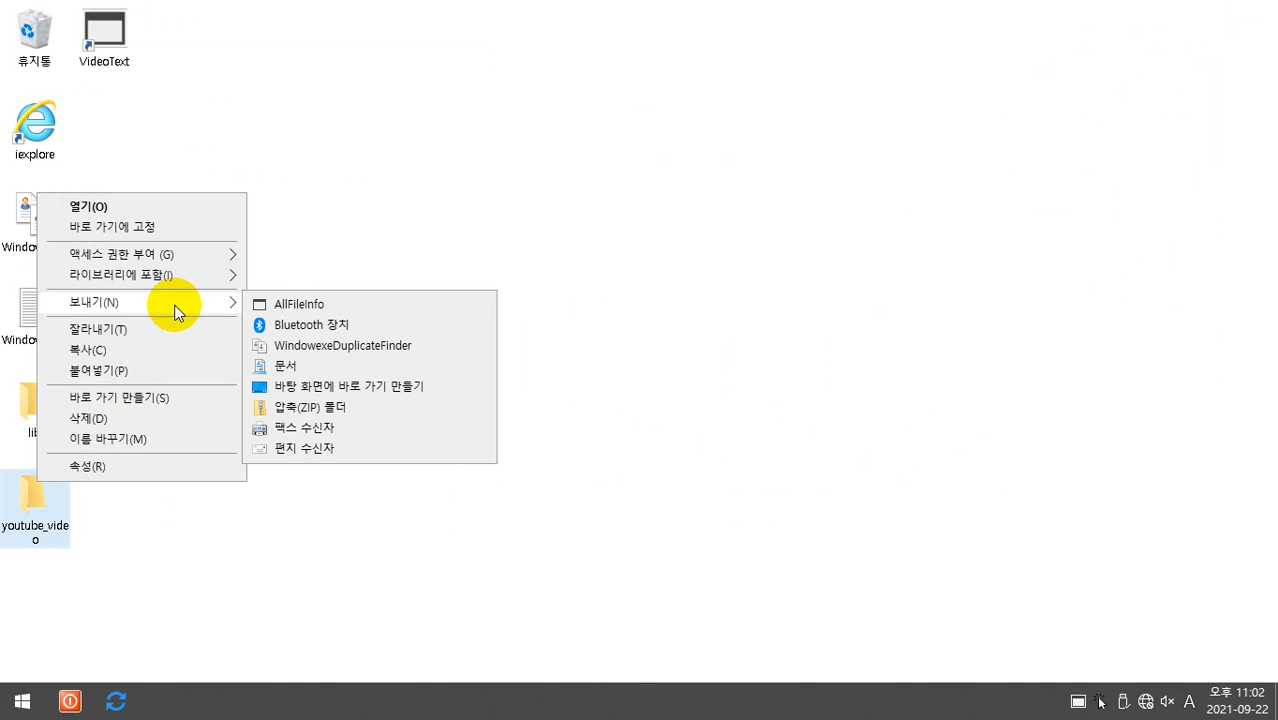 휴지통
VideoText
iexplore
Window
Window
lib
youtube_vide
o
열기(O)
바로 가기에 고정
액세스 권한 부여 (G)
라이브러리에 포함(I)
보내기(N)
잘라내기(T)
복사(C)
붙여넣기(P)
바로 가기 만들기(S)
삭제(D)
이름 바꾸기(M)
속성(R)
AllFileInfo
Bluetooth 장치
WindowexeDuplicateFinder
문서
바탕 화면에 바로 가기 만들기
압축(ZIP) 폴더
팩스 수신자
편지 수신자
A
오후 11:02
2021-09-22